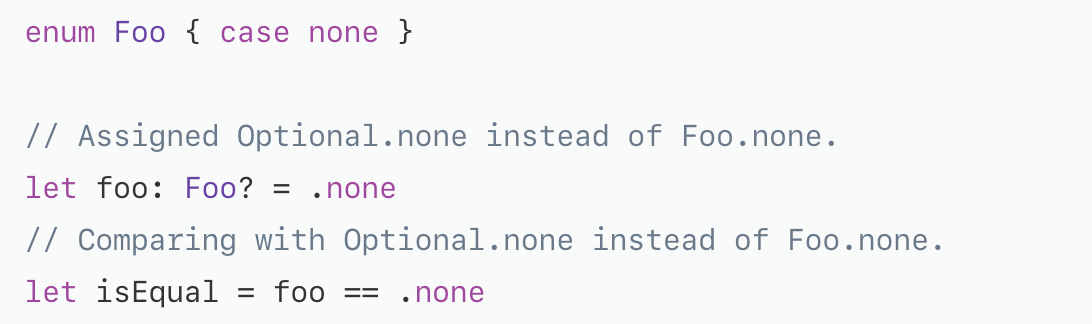 enum Foo { case none }
// Assigned Optional.none instead of Foo.none.
let foo: Foo? = .none
// Comparing with Optional.none instead of Foo.none.
let isEqual = foo == .none